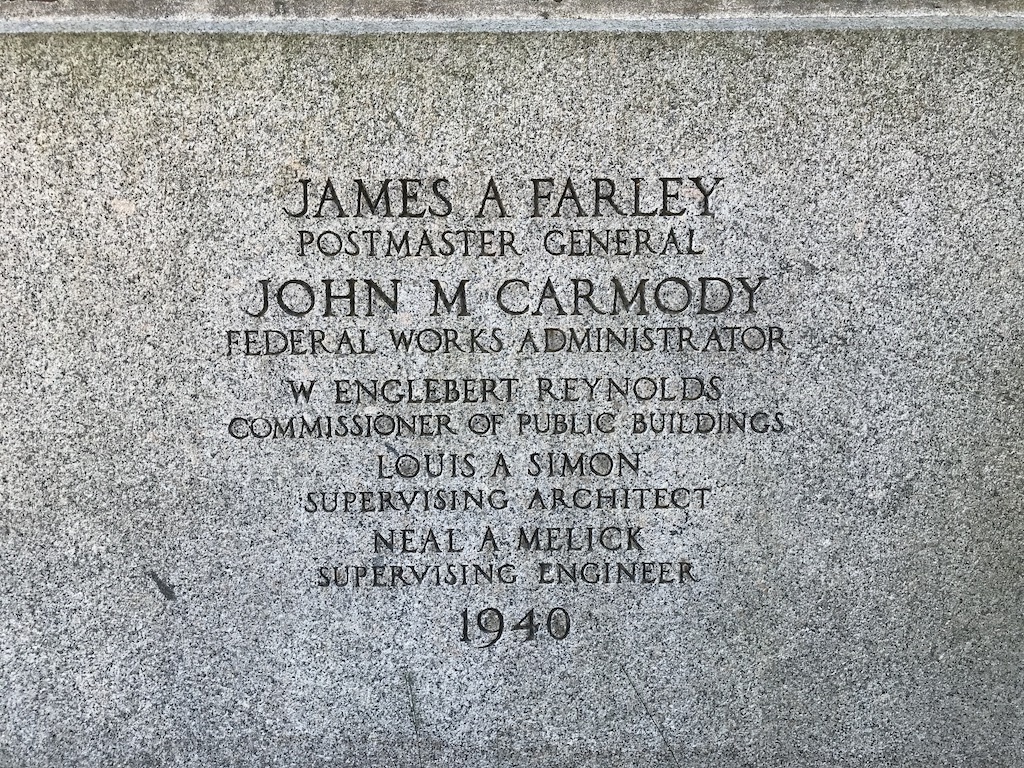 JAMES A FARLEY
POSTMASTER GENERAL
JOHN M CARMODY
FEDERAL WORKS ADMINISTRATOR
W ENGLEBERT REYNOLDS
COMMISSIONER OF PUBLIC BUILDINGS
LOUIS A SIMON
SUPERVISING ARCHITECT
NEAL A MELICK
SUPERVISING ENGINEER
1940